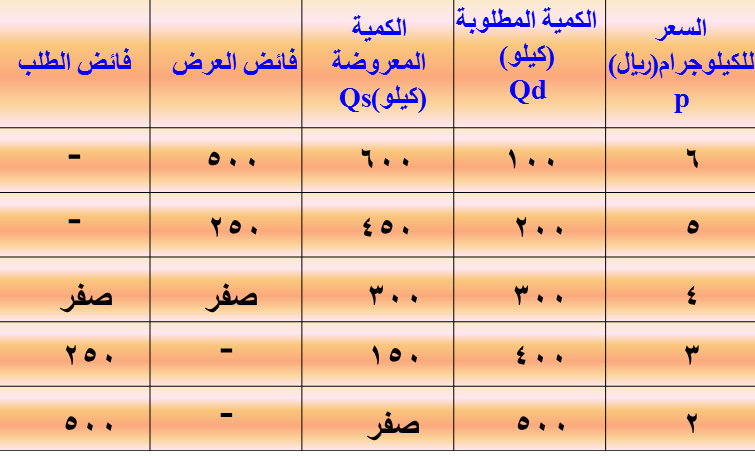 السعر
للكيلوجرام(ريال)
p
الكمية المطلوبة
(كيلو)
Qd
الكمية
المعروضة
(كيلو)Qs
فائض العرض
فائض الطلب
٦
١٠٠
٦٠٠
٥٠٠
-
٥
٢٠٠
٤٥٠
٢٥٠
-
٤
٣٠٠
٣٠٠
صفر
صفر
٣
٤٠٠
١٥٠
-
٢٥٠
٢
٥٠٠
صفر
-
٥٠٠